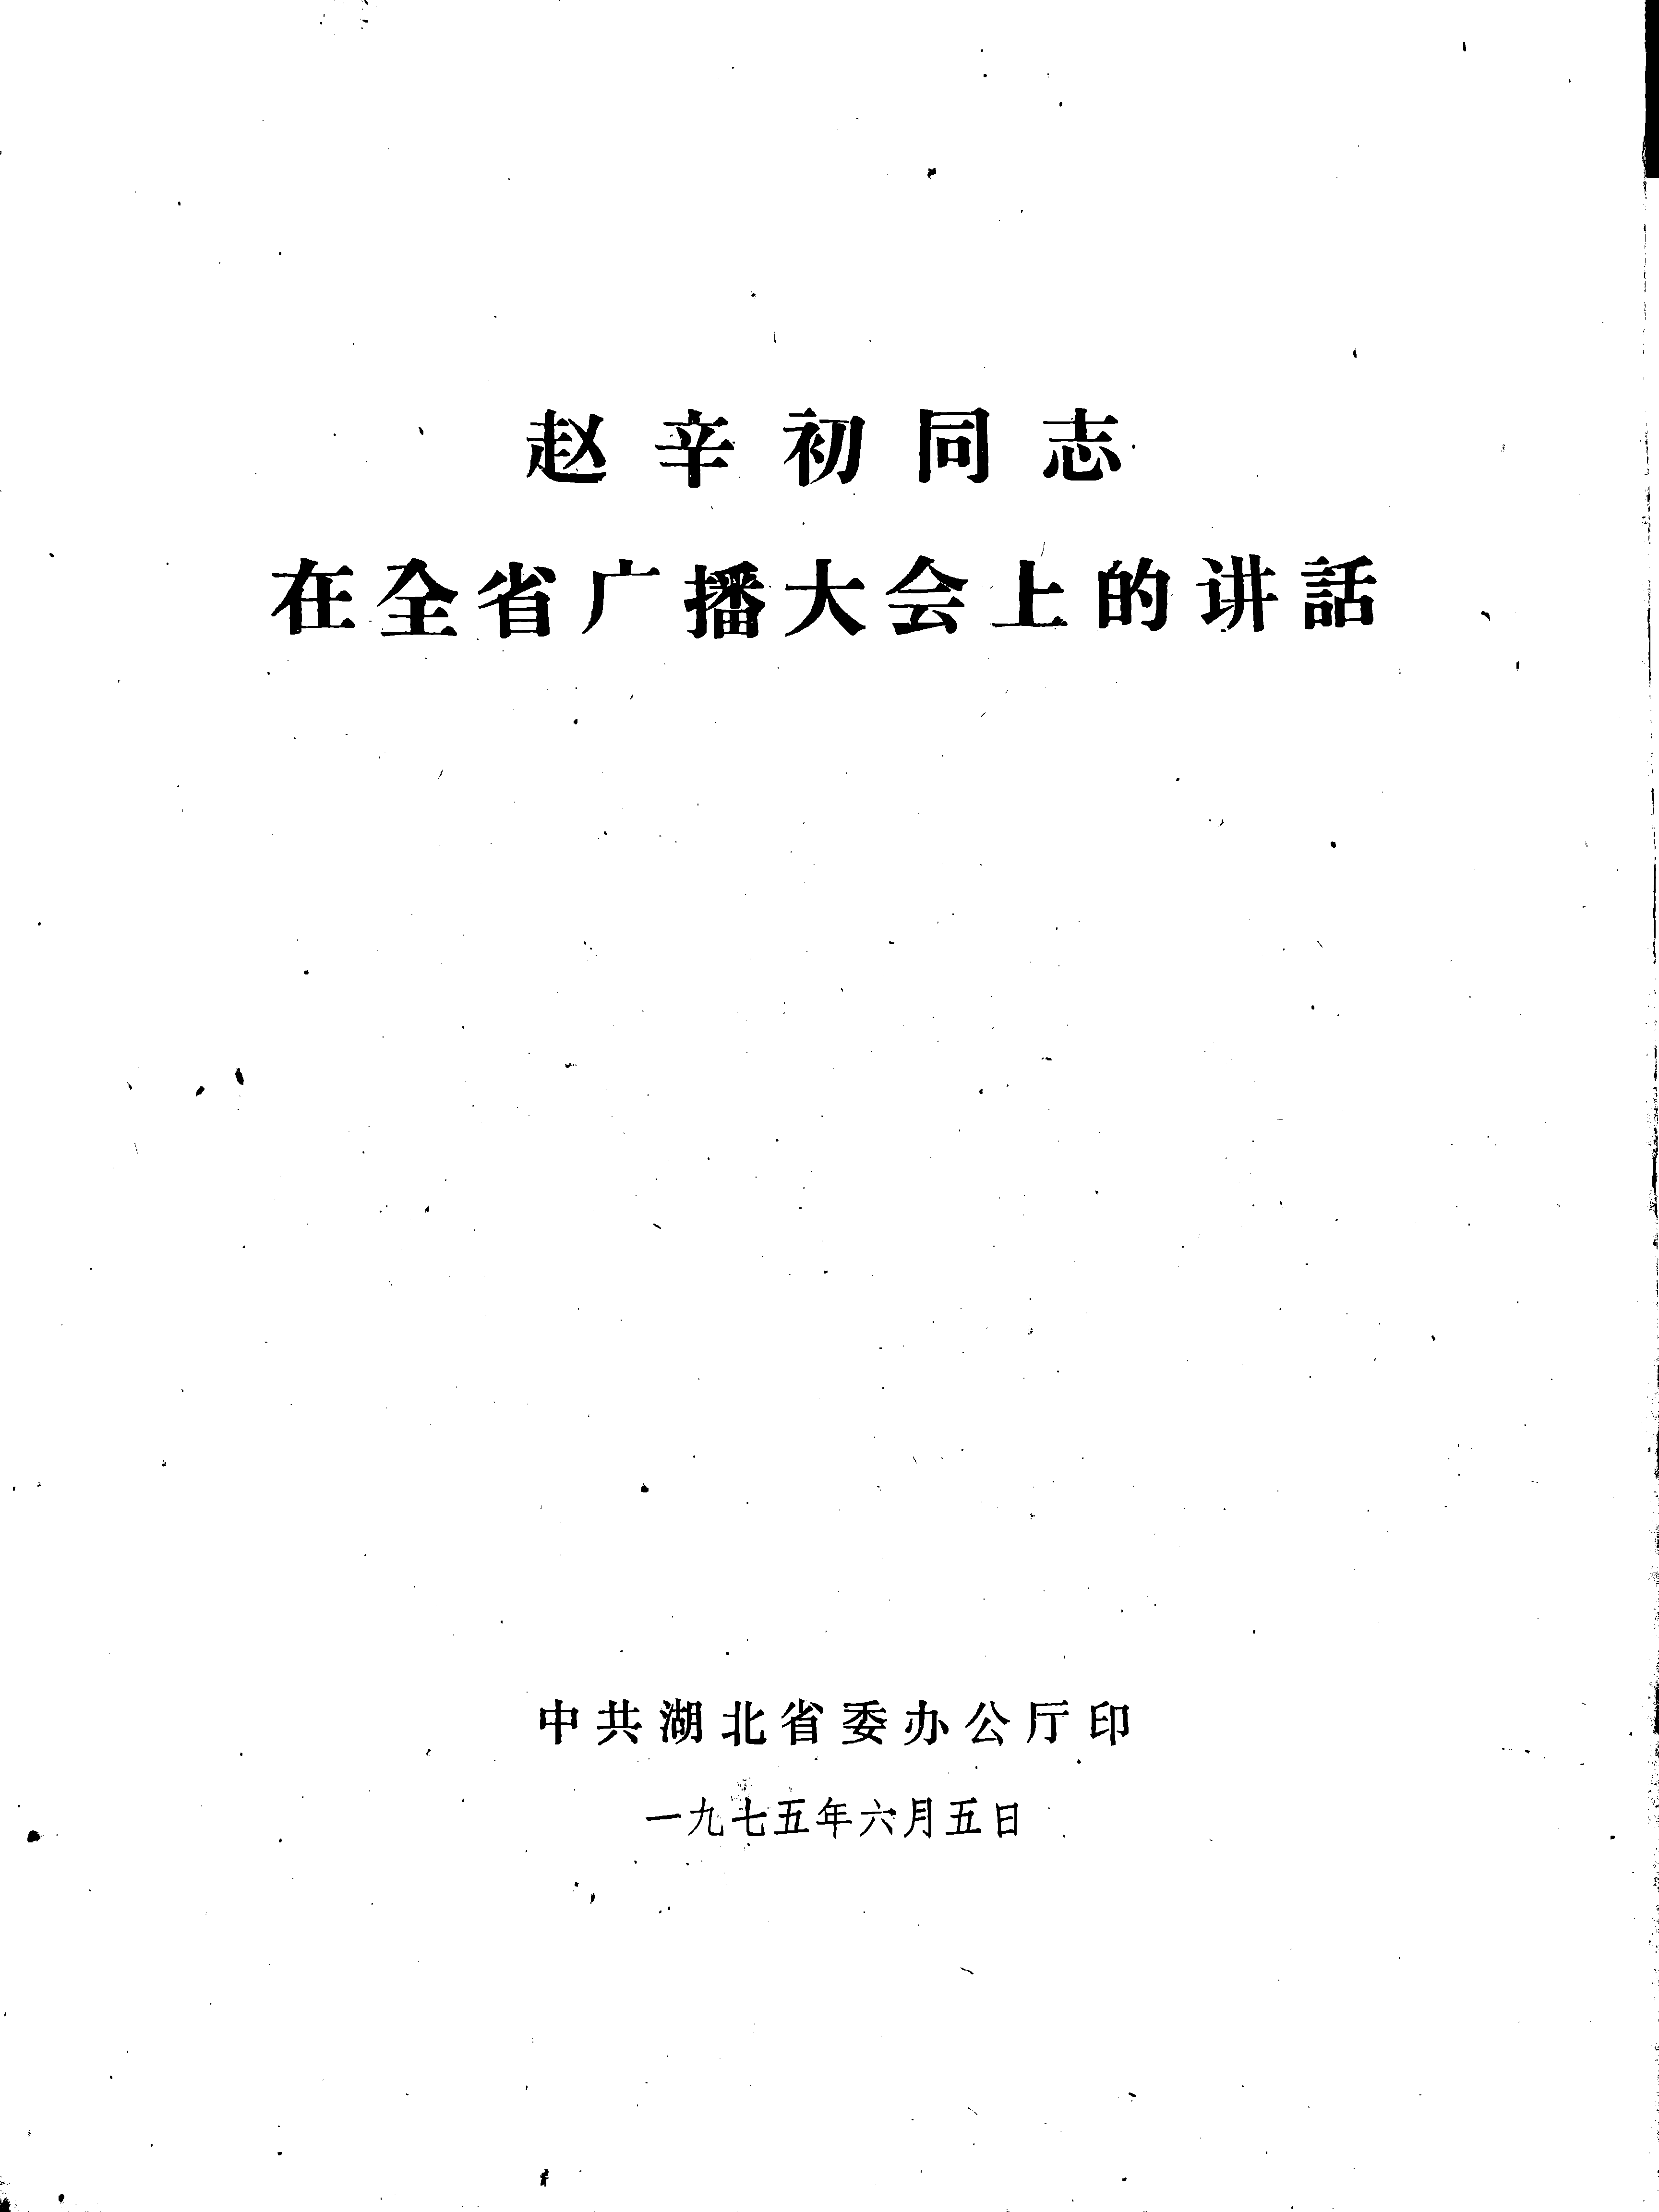 赵辛初同志
在全省广播大会上的讲話
中共湖北省委办公厅印
一九七五年六月五日